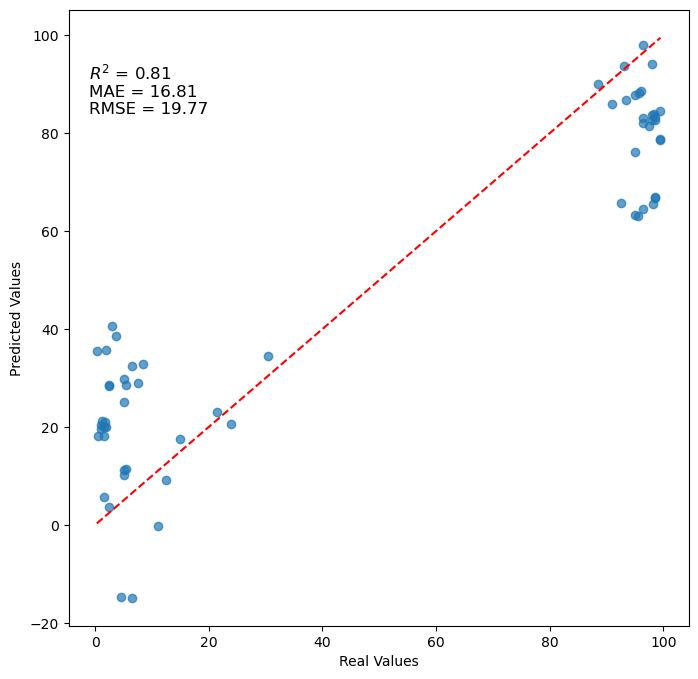 100
80
60
40
20
0
−20
Predicted Values
R² = 0.81
MAE = 16.81
RMSE = 19.77
0 20 40 60 80 100
Real Values